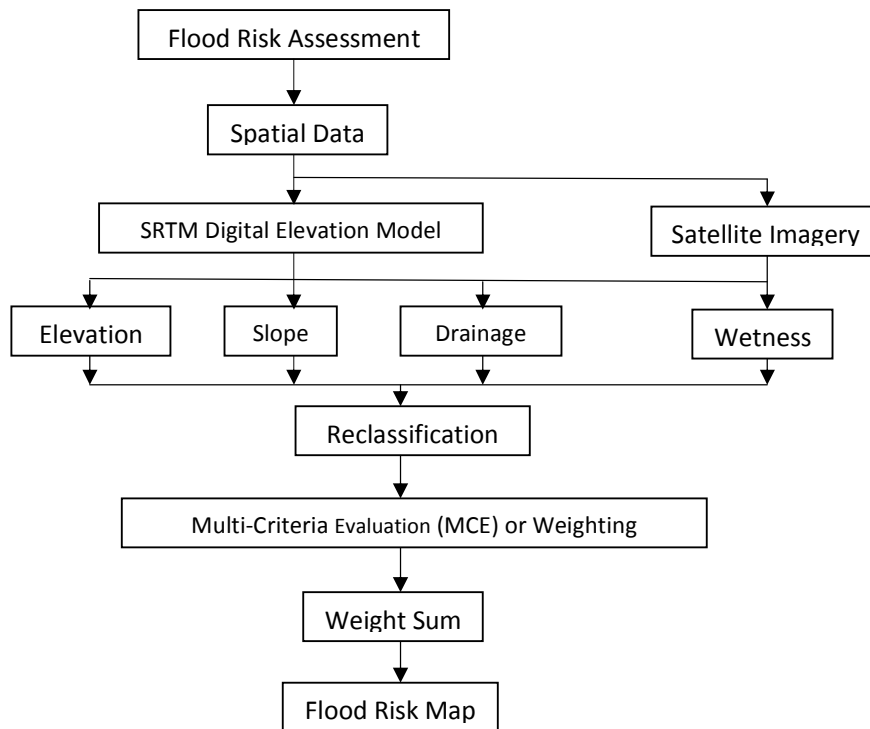 Flood Risk Assessment
Spatial Data
SRTM Digital Elevation Model
Satellite Imagery
Elevation
Slope
Drainage
Wetness
Reclassification
Multi-Criteria Evaluation (MCE) or Weighting
Weight Sum
Flood Risk Map